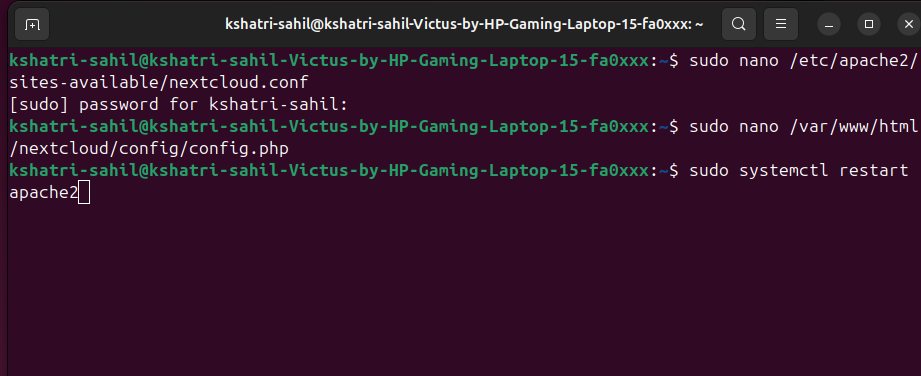 kshatri-sahil@kshatri-sahil-Victus-by-HP-Gaming-Laptop-15-fa0xxx: ~
kshatri-sahil@kshatri-sahil-Victus-by-HP-Gaming-Laptop-15-fa0xxx:~$ sudo nano /etc/apache2/
sites-available/nextcloud.conf
[sudo] password for kshatri-sahil:
kshatri-sahil@kshatri-sahil-Victus-by-HP-Gaming-Laptop-15-fa0xxx:~$ sudo nano /var/www/html
/nextcloud/config/config.php
kshatri-sahil@kshatri-sahil-Victus-by-HP-Gaming-Laptop-15-fa0xxx:~$ sudo systemctl restart
apache2